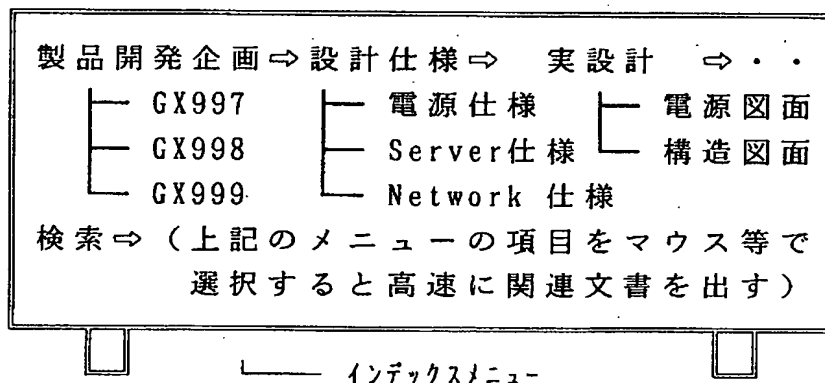 製品開発企画⇨設計仕様⇨ 実設計 ⇨・・
GX997 電源仕様 電源図面
GX998 Server仕様 構造図面
GX999 Network 仕様
検索⇨(上記のメニューの項目をマウス等で
選択すると高速に関連文書を出す)
インデックスメニュー